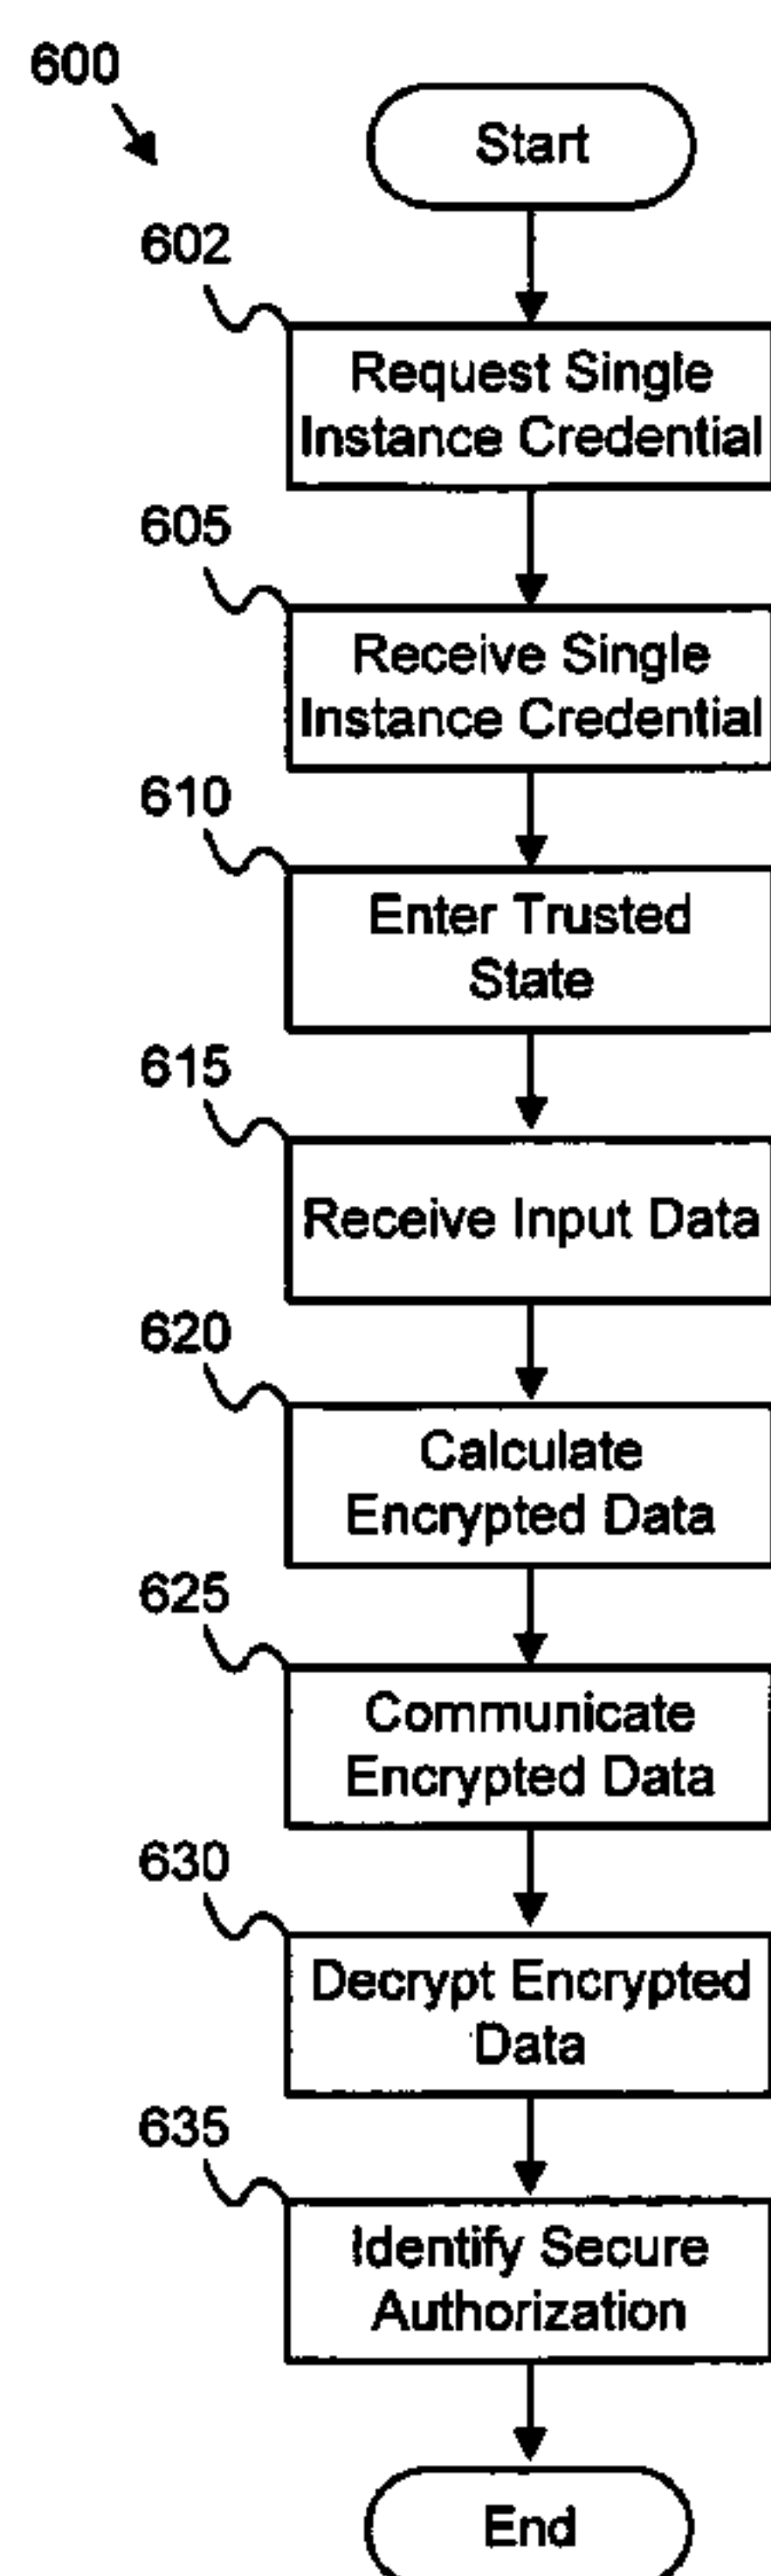 600
Start
602
Request Single
Instance Credential
605
Receive Single
Instance Credential
610
Enter Trusted
State
615
Receive Input Data
620
Calculate
Encrypted Data
625
Communicate
Encrypted Data
630
Decrypt Encrypted
Data
635
Identify Secure
Authorization
End